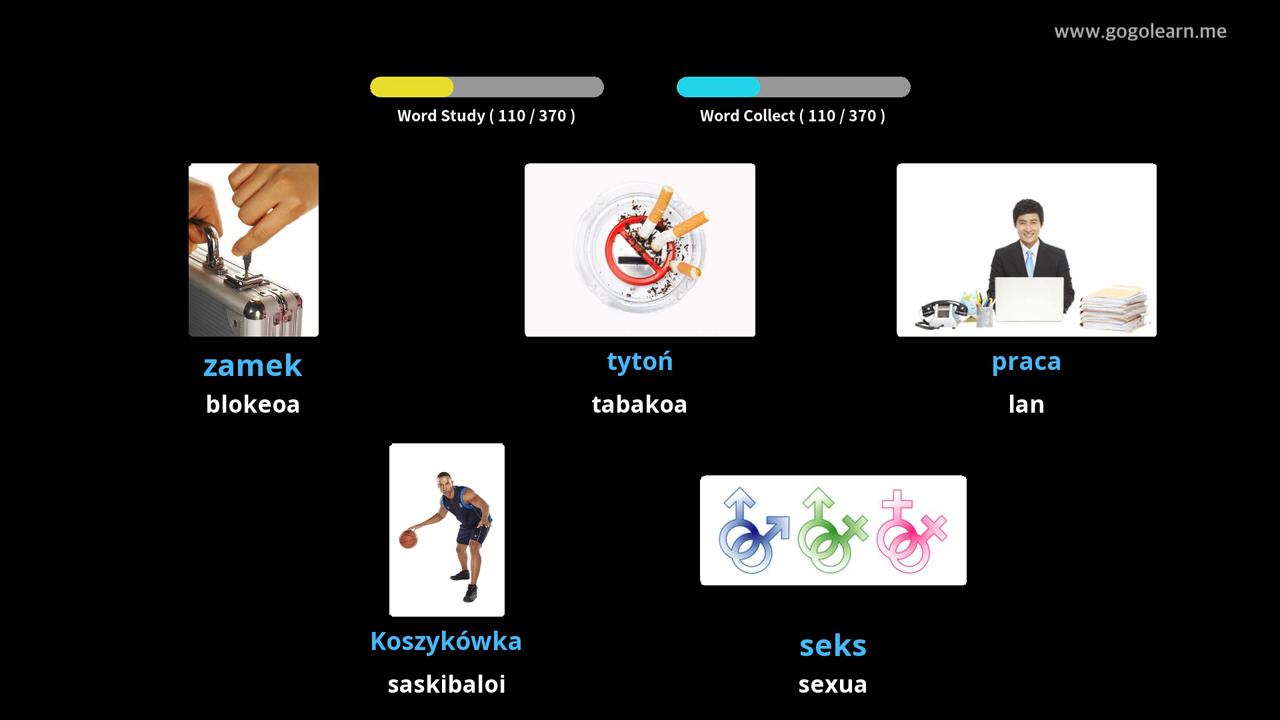 www.gogolearn.me
Word Study ( 110 / 370 )
Word Collect ( 110 / 370 )
zamek
blokeoa
tytoń
tabakoa
praca
lan
Koszykówka
saskibaloi
seks
sexua